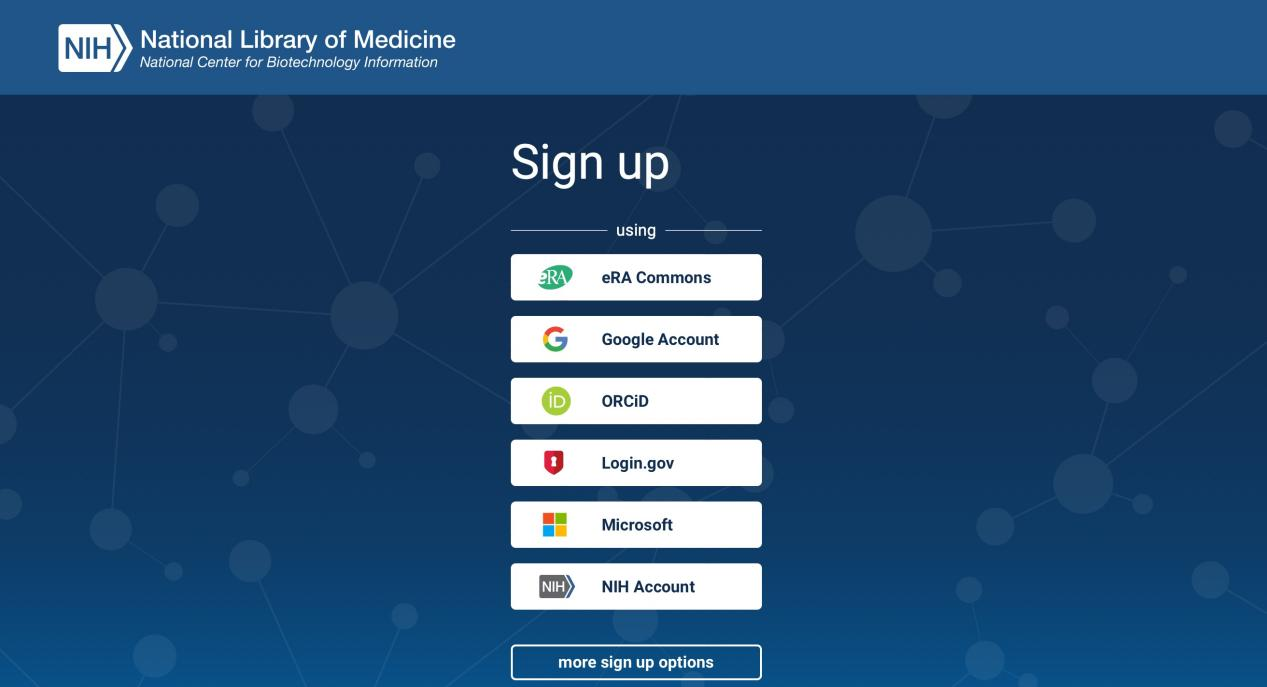 NIH National Library of Medicine
National Center for Biotechnology Information
Sign up
using
eRA eRA Commons
G Google Account
iD ORCiD
Login.gov
Microsoft
NIH NIH Account
more sign up options